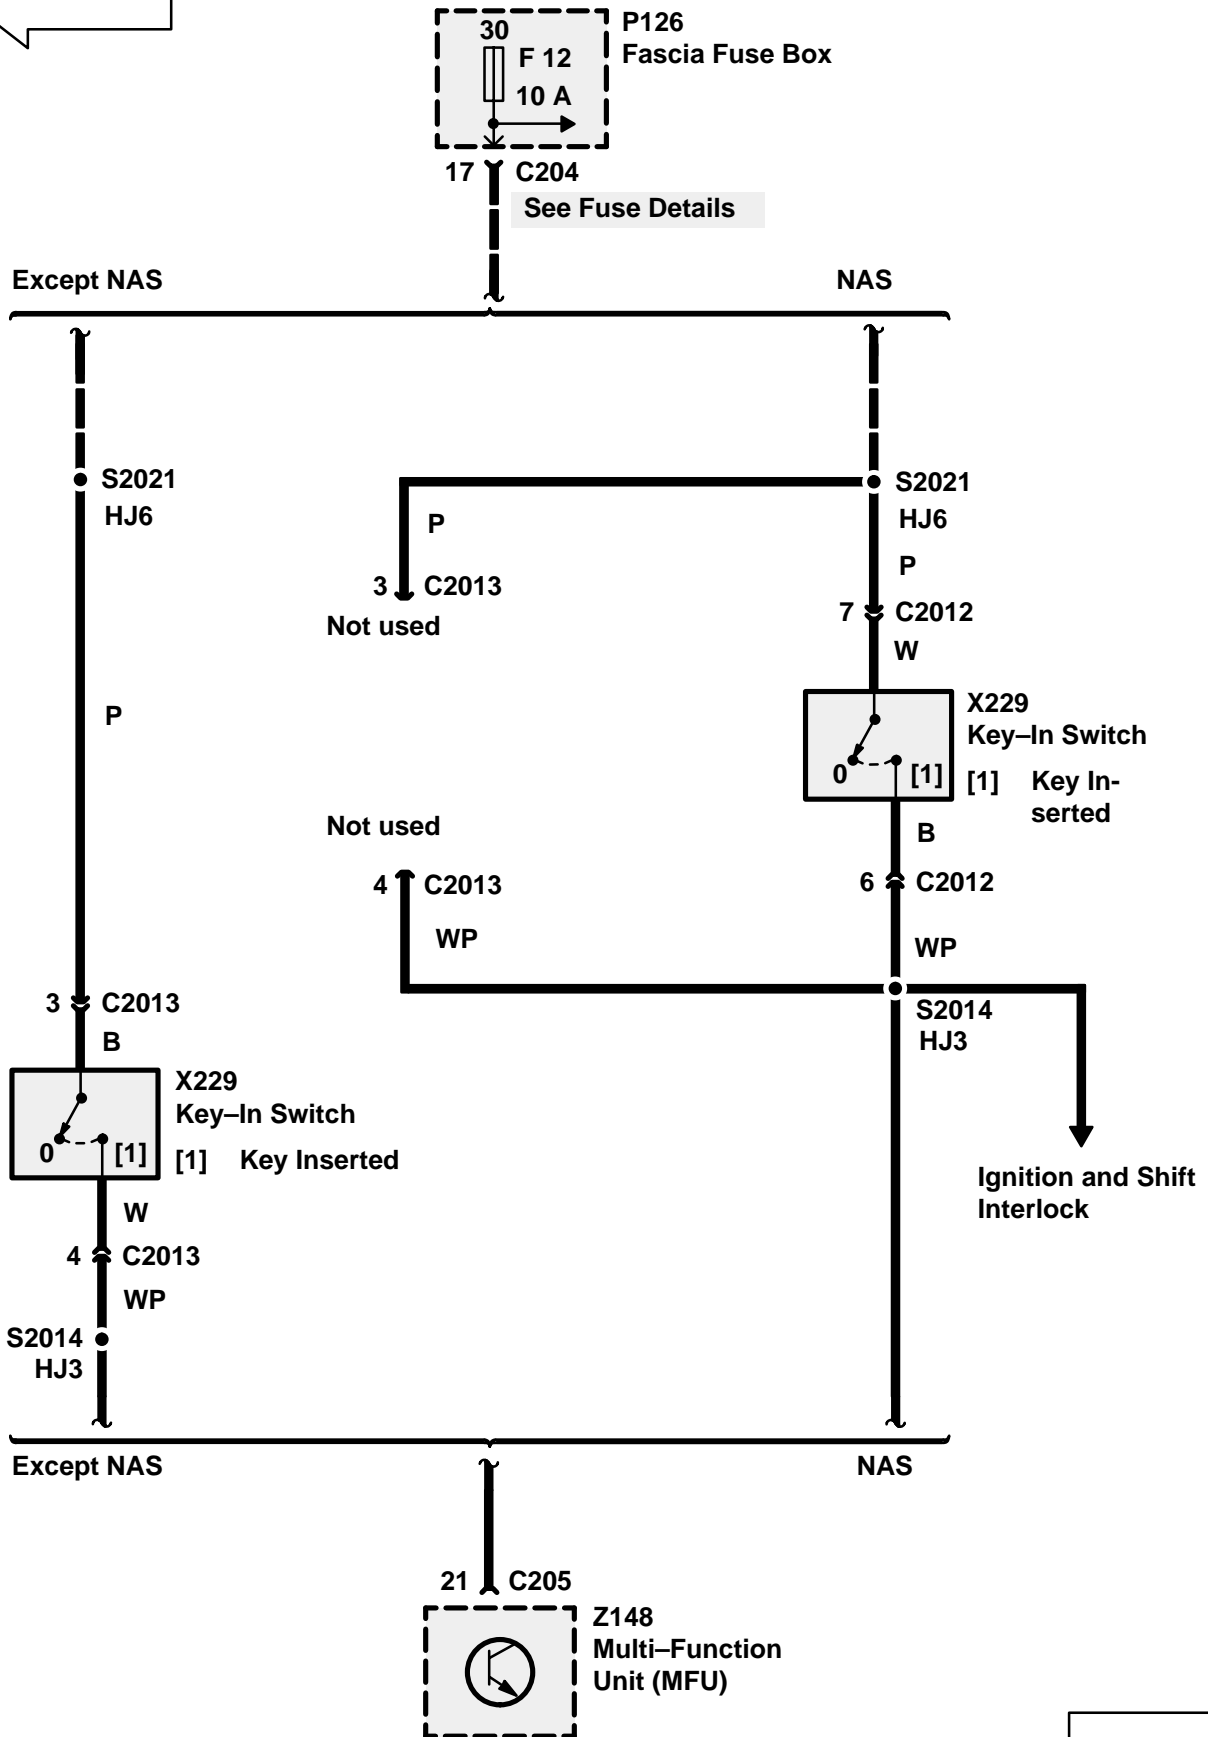 30
F 12
10 A
P126
Fascia Fuse Box
17 C204
See Fuse Details
Except NAS
NAS
S2021
HJ6
S2021
HJ6
P
P
3 C2013
Not used
7 C2012
W
P
X229
Key–In Switch
0 [1]
[1] Key In-
serted
Not used
B
4 C2013
6 C2012
WP
WP
3 C2013
S2014
HJ3
B
X229
Key–In Switch
0 [1]
[1] Key Inserted
Ignition and Shift
Interlock
W
4 C2013
WP
S2014
HJ3
Except NAS
NAS
21 C205
Z148
Multi–Function
Unit (MFU)